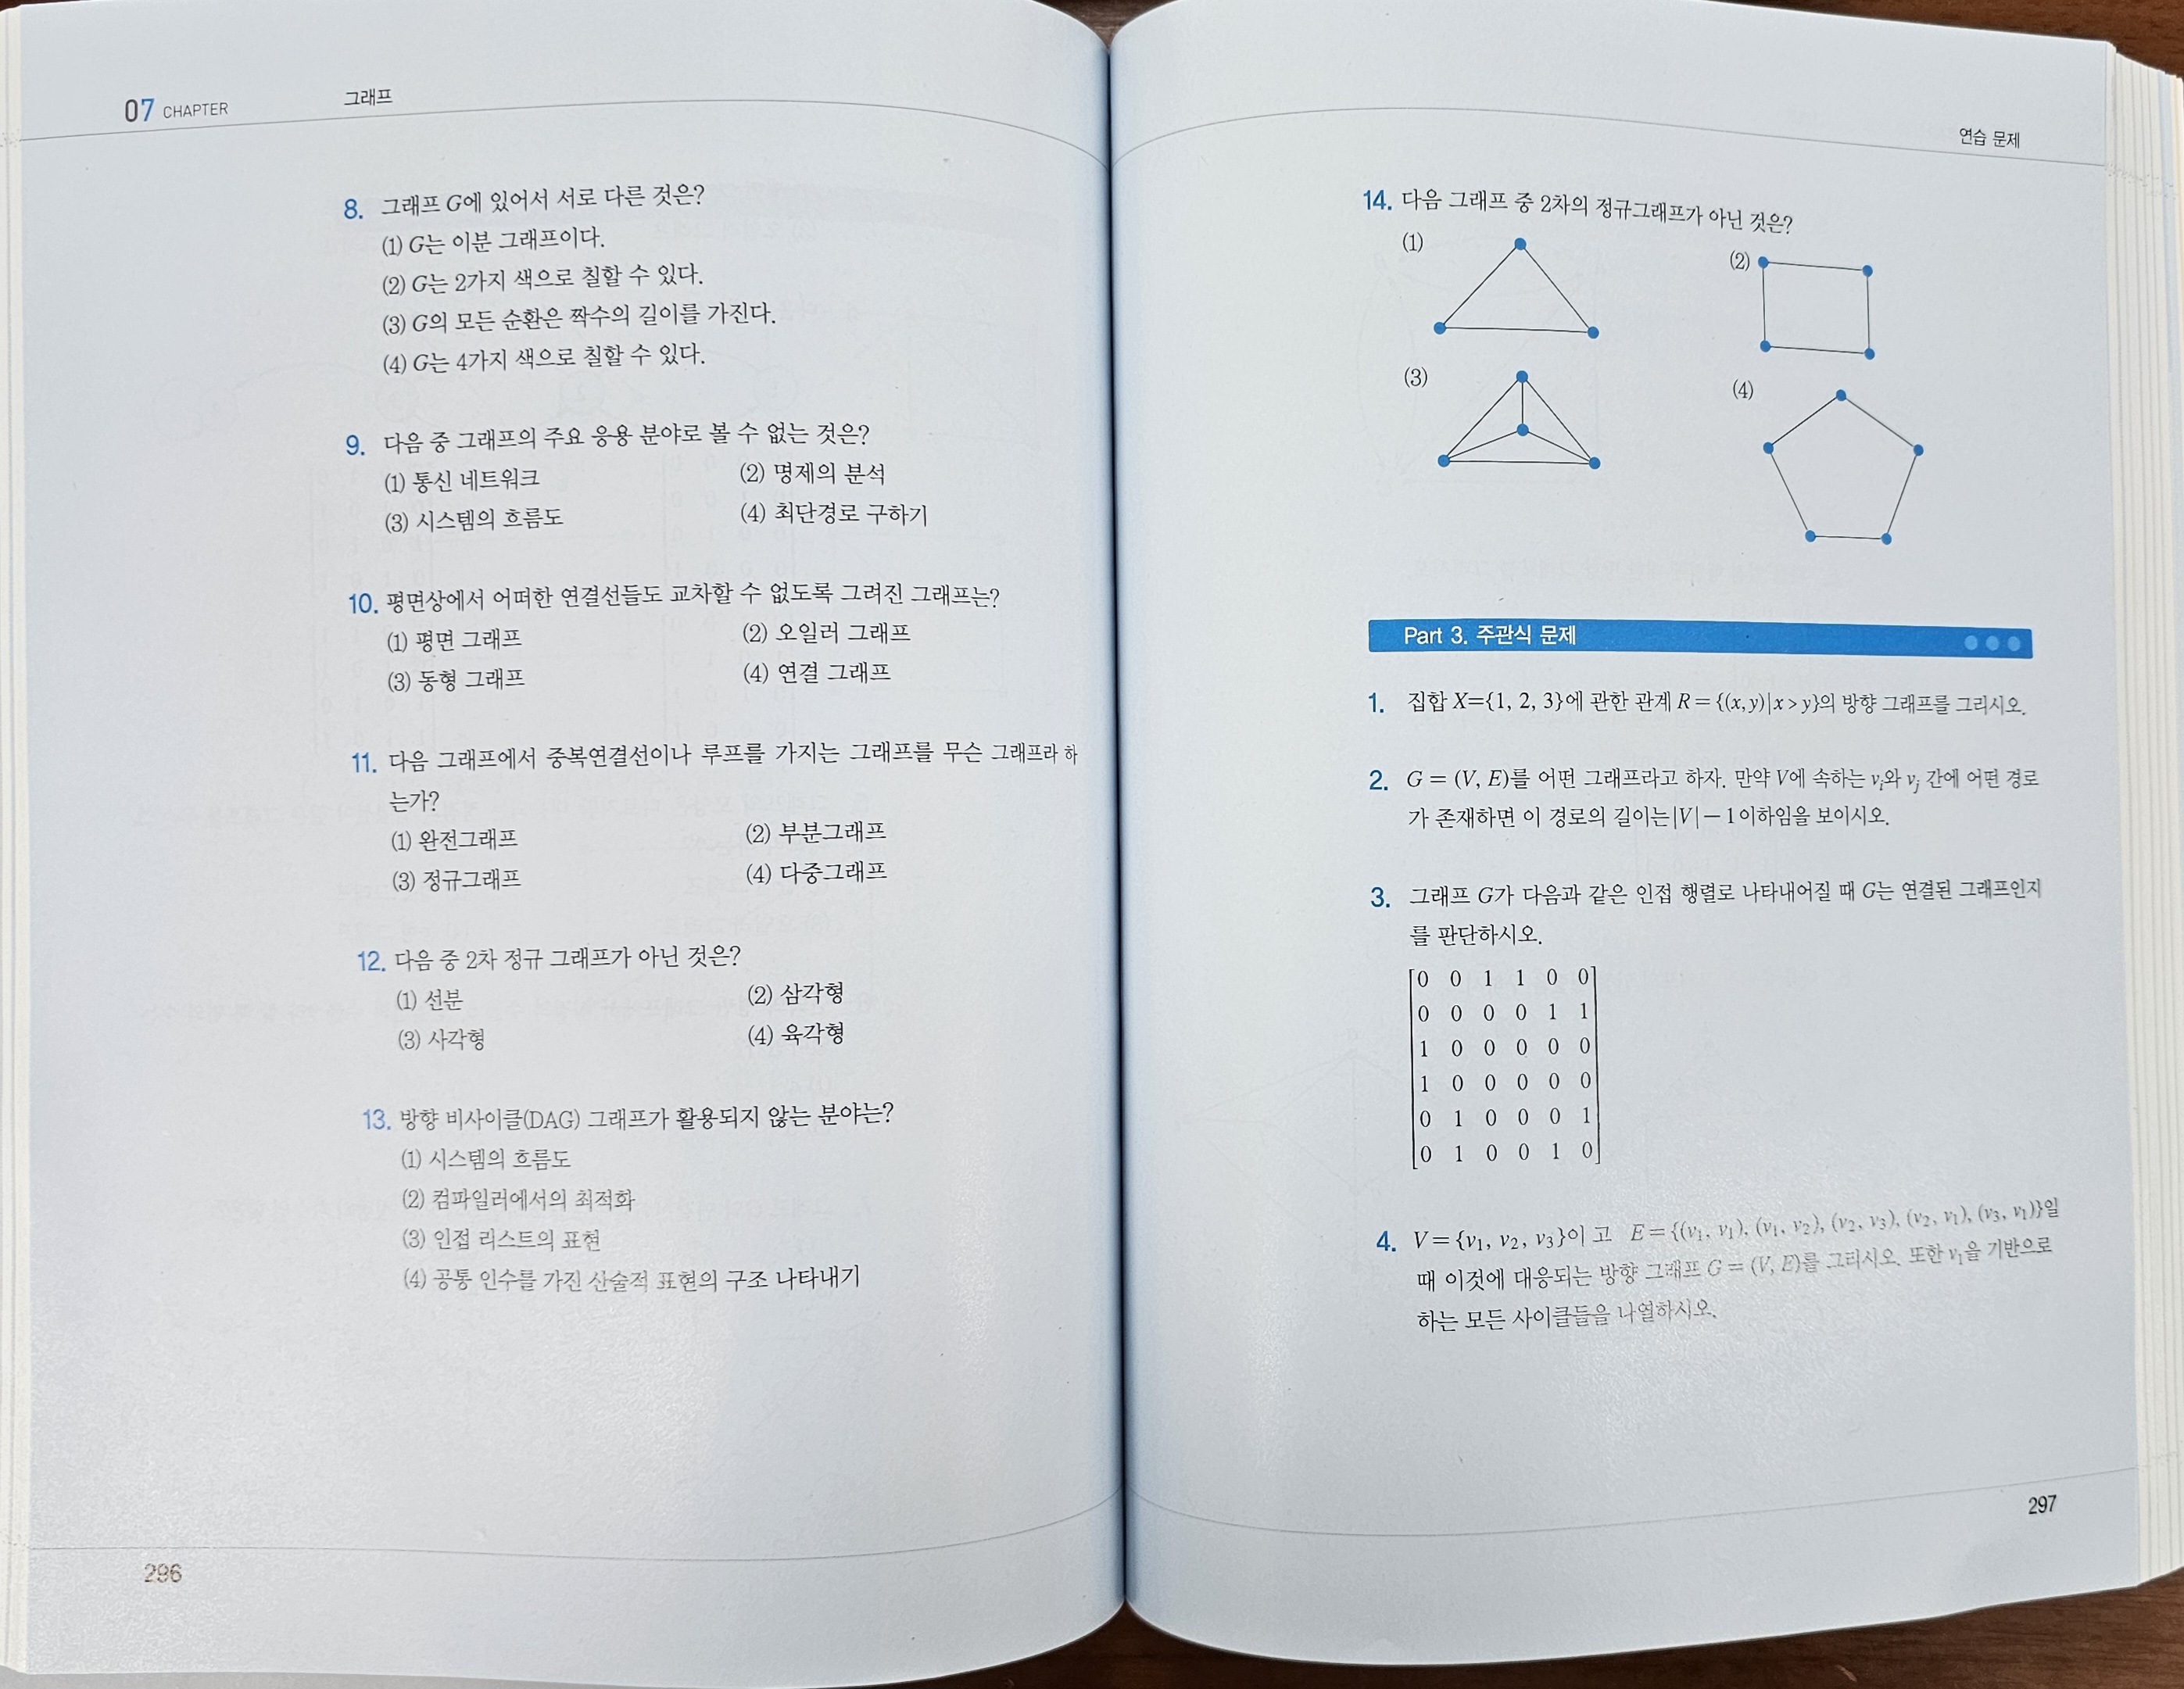 07 CHAPTER
그래프
8. 그래프 G에 있어서 서로 다른 것은?
(1) G는 이분 그래프이다.
(2) G는 2가지 색으로 칠할 수 있다.
(3) G의 모든 순환은 짝수의 길이를 가진다.
(4) G는 4가지 색으로 칠할 수 있다.
9. 다음 중 그래프의 주요 응용 분야로 볼 수 없는 것은?
(1) 통신 네트워크 (2) 명제의 분석
(3) 시스템의 흐름도 (4) 최단경로 구하기
10. 평면상에서 어떠한 연결선들도 교차할 수 없도록 그려진 그래프는?
(1) 평면 그래프 (2) 오일러 그래프
(3) 동형 그래프 (4) 연결 그래프
11. 다음 그래프에서 중복연결선이나 루프를 가지는 그래프를 무슨 그래프라 하
는가?
(1) 완전그래프 (2) 부분그래프
(3) 정규그래프 (4) 다중그래프
12. 다음 중 2차 정규 그래프가 아닌 것은?
(1) 선분 (2) 삼각형
(3) 사각형 (4) 육각형
13. 방향 비사이클(DAG) 그래프가 활용되지 않는 분야는?
(1) 시스템의 흐름도
(2) 컴파일러에서의 최적화
(3) 인접 리스트의 표현
(4) 공통 인수를 가진 산술적 표현의 구조 나타내기
296
연습 문제
14. 다음 그래프 중 2차의 정규그래프가 아닌 것은?
(1) (2)
(3) (4)
Part 3. 주관식 문제
1. 집합 X={1, 2, 3}에 관한 관계 R = {(x, y)|x > y}의 방향 그래프를 그리시오.
2. G = (V, E)를 어떤 그래프라고 하자. 만약 V에 속하는 vᵢ와 vⱼ 간에 어떤 경로
가 존재하면 이 경로의 길이는 |V| − 1 이하임을 보이시오.
3. 그래프 G가 다음과 같은 인접 행렬로 나타내어질 때 G는 연결된 그래프인지
를 판단하시오.
0 0 1 1 0 0
0 0 0 0 1 1
1 0 0 0 0 0
1 0 0 0 0 0
0 1 0 0 0 1
0 1 0 0 1 0
4. V = {v₁, v₂, v₃}이 고 E = {(v₁, v₁), (v₁, v₂), (v₂, v₃), (v₂, v₁), (v₃, v₁)}일
때 이것에 대응되는 방향 그래프 G = (V, E)를 그리시오. 또한 v₁을 기반으로
하는 모든 사이클들을 나열하시오.
297